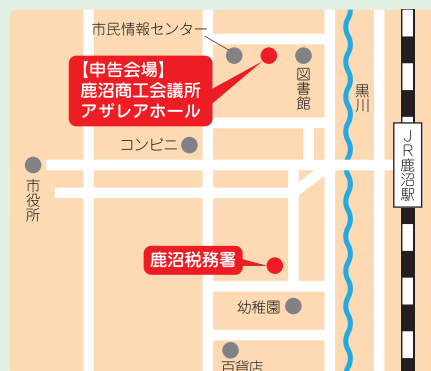 市民情報センター
【申告会場】
鹿沼商工会議所
アザレアホール
図書館
黒川
コンビニ
JR鹿沼駅
市役所
鹿沼税務署
幼稚園
百貨店